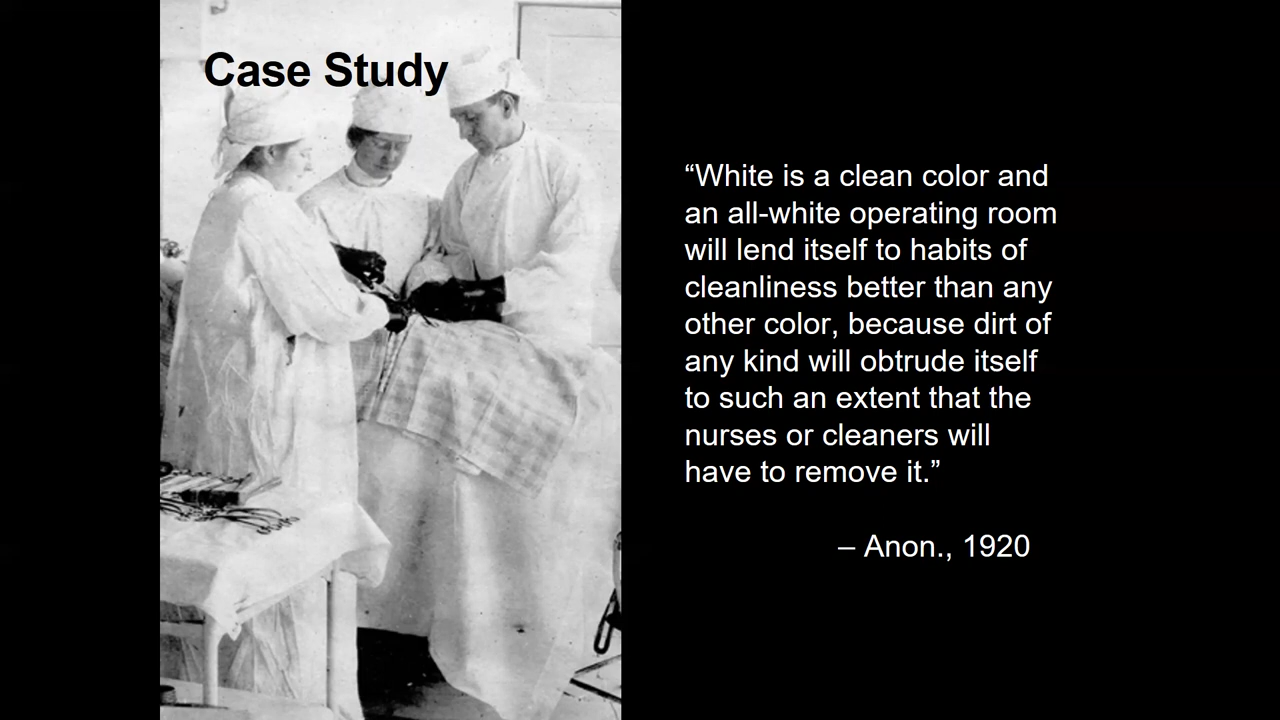 Case Study
“White is a clean color and
an all-white operating room
will lend itself to habits of
cleanliness better than any
other color, because dirt of
any kind will obtrude itself
to such an extent that the
nurses or cleaners will
have to remove it.”
– Anon., 1920